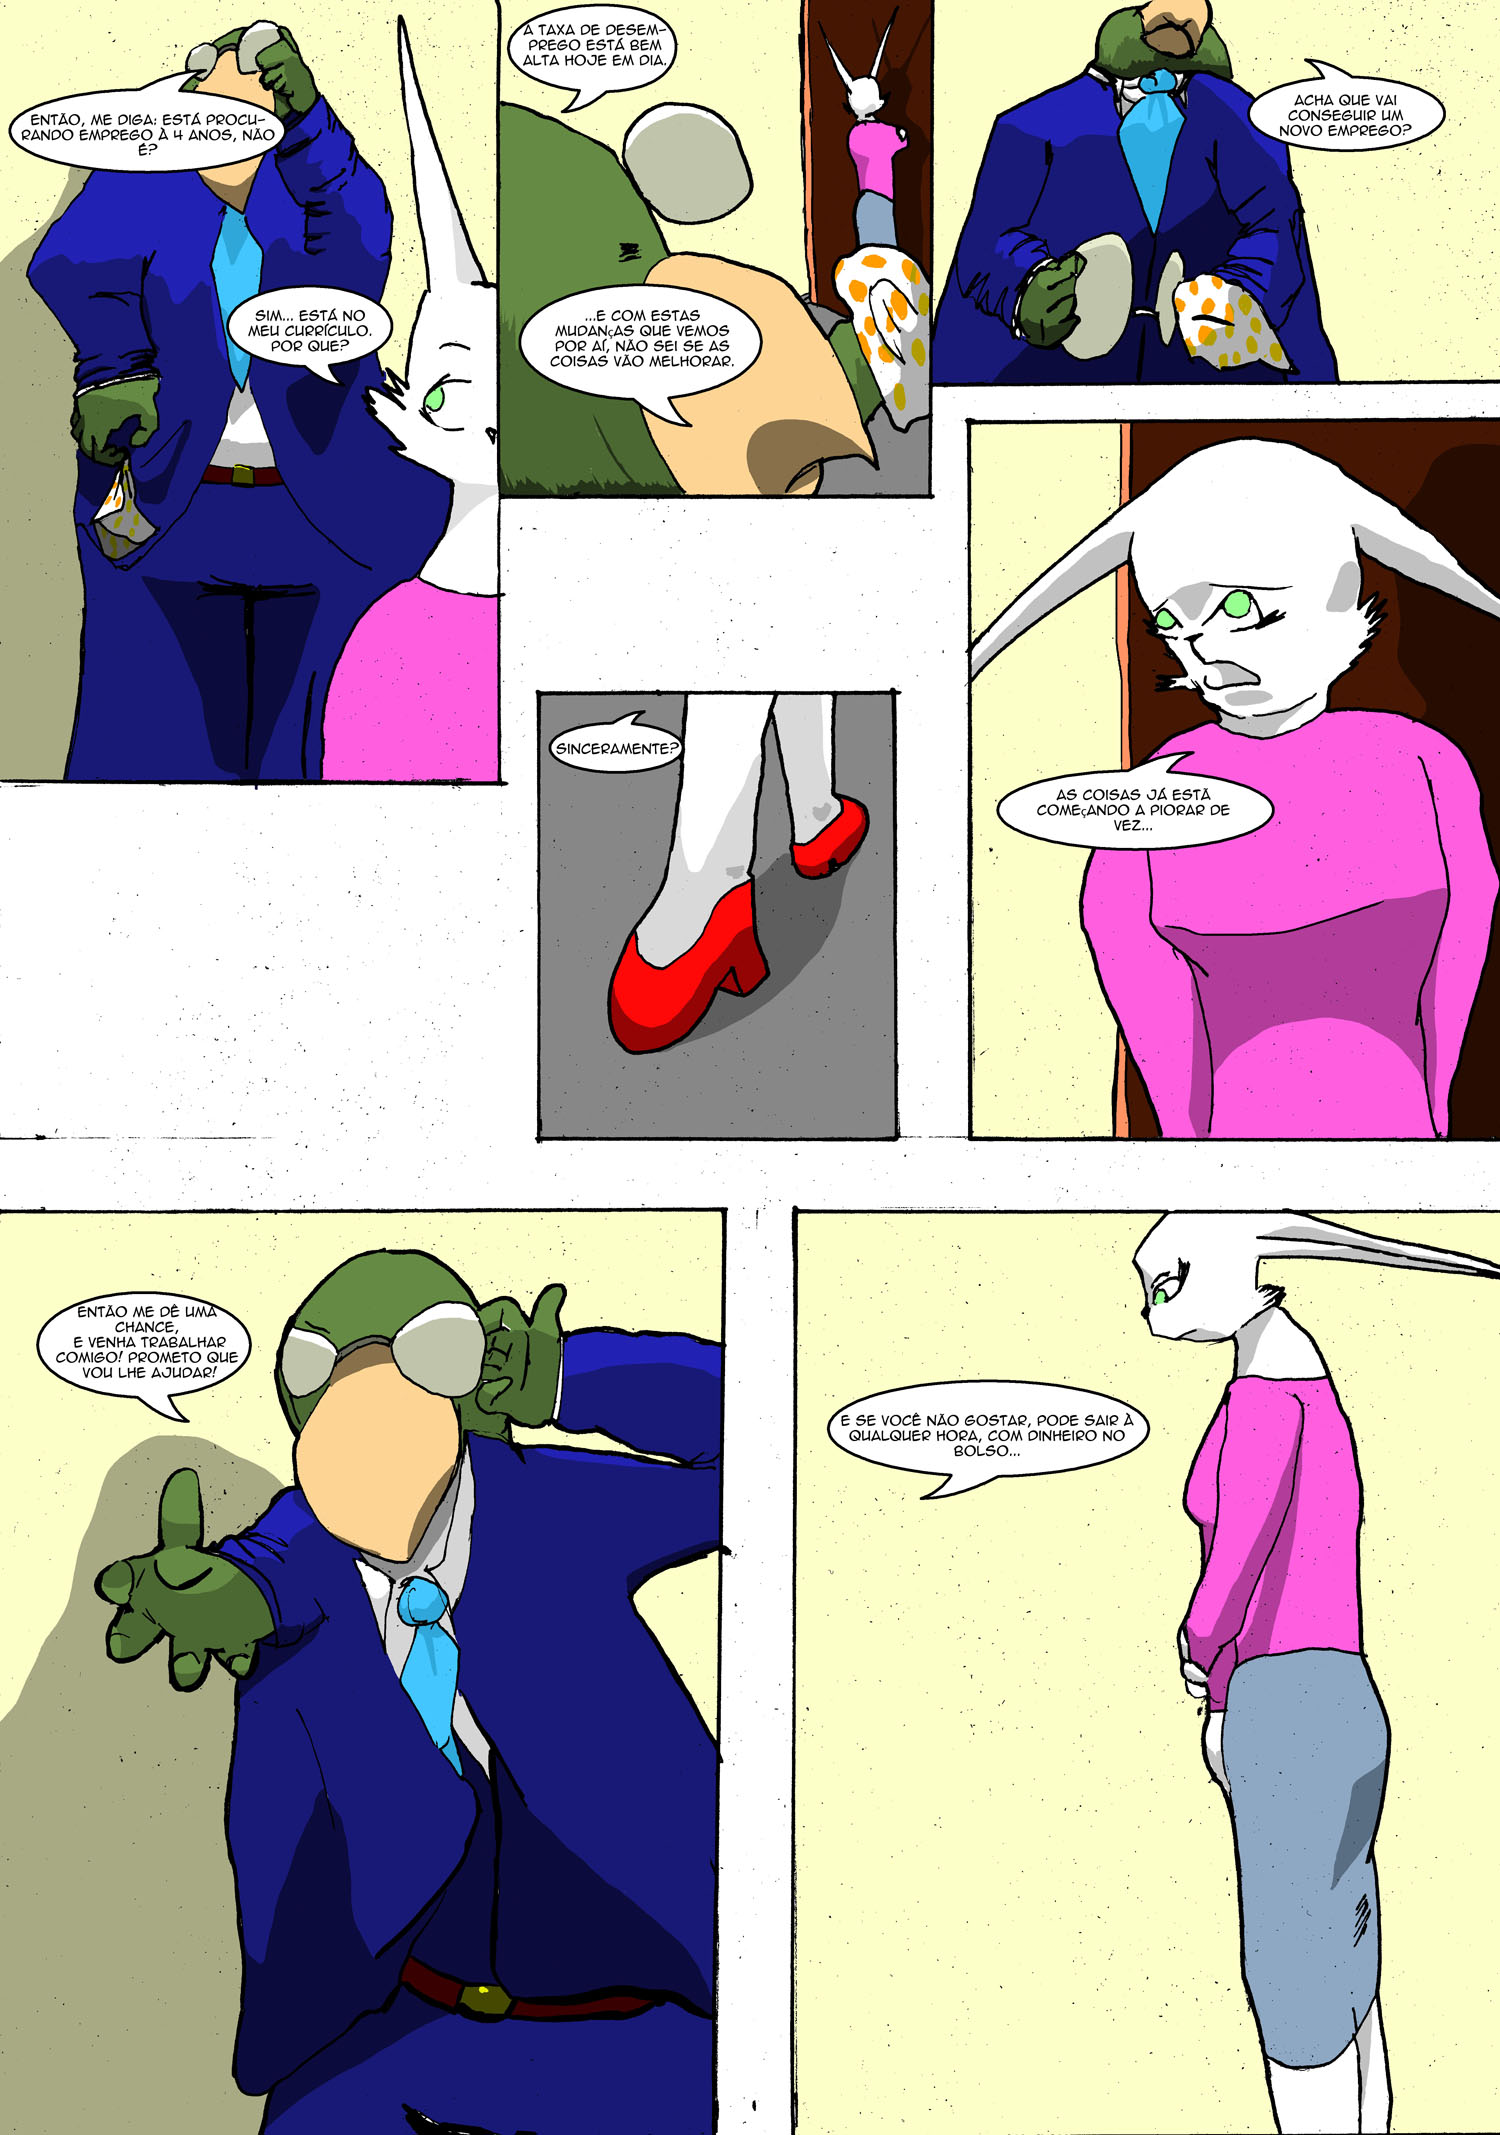 ENTÃO, ME DIGA: ESTÁ PROCU-
RANDO EMPREGO À 4 ANOS, NÃO
É?
SIM... ESTÁ NO
MEU CURRÍCULO.
POR QUE?
A TAXA DE DESEM-
PREGO ESTÁ BEM
ALTA HOJE EM DIA.
...E COM ESTAS
MUDANÇAS QUE VEMOS
POR AÍ, NÃO SEI SE AS
COISAS VÃO MELHORAR.
ACHA QUE VAI
CONSEGUIR UM
NOVO EMPREGO?
SINCERAMENTE?
AS COISAS JÁ ESTÁ
COMEÇANDO A PIORAR DE
VEZ...
ENTÃO ME DÊ UMA
CHANCE,
E VENHA TRABALHAR
COMIGO! PROMETO QUE
VOU LHE AJUDAR!
E SE VOCÊ NÃO GOSTAR, PODE SAIR À
QUALQUER HORA, COM DINHEIRO NO
BOLSO...